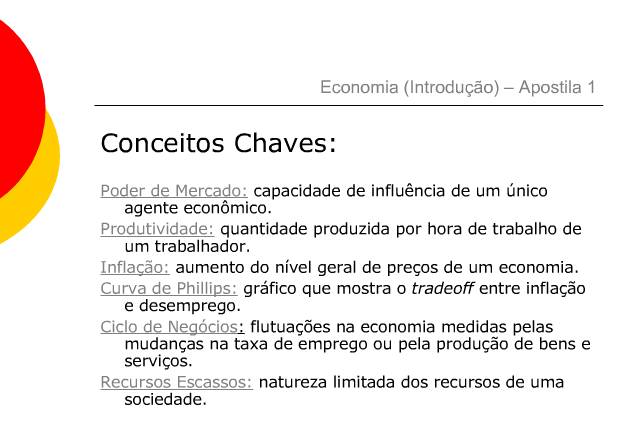 Economia (Introdução) – Apostila 1
Conceitos Chaves:
Poder de Mercado: capacidade de influência de um único
agente econômico.
Produtividade: quantidade produzida por hora de trabalho de
um trabalhador.
Inflação: aumento do nível geral de preços de um economia.
Curva de Phillips: gráfico que mostra o tradeoff entre inflação
e desemprego.
Ciclo de Negócios: flutuações na economia medidas pelas
mudanças na taxa de emprego ou pela produção de bens e
serviços.
Recursos Escassos: natureza limitada dos recursos de uma
sociedade.